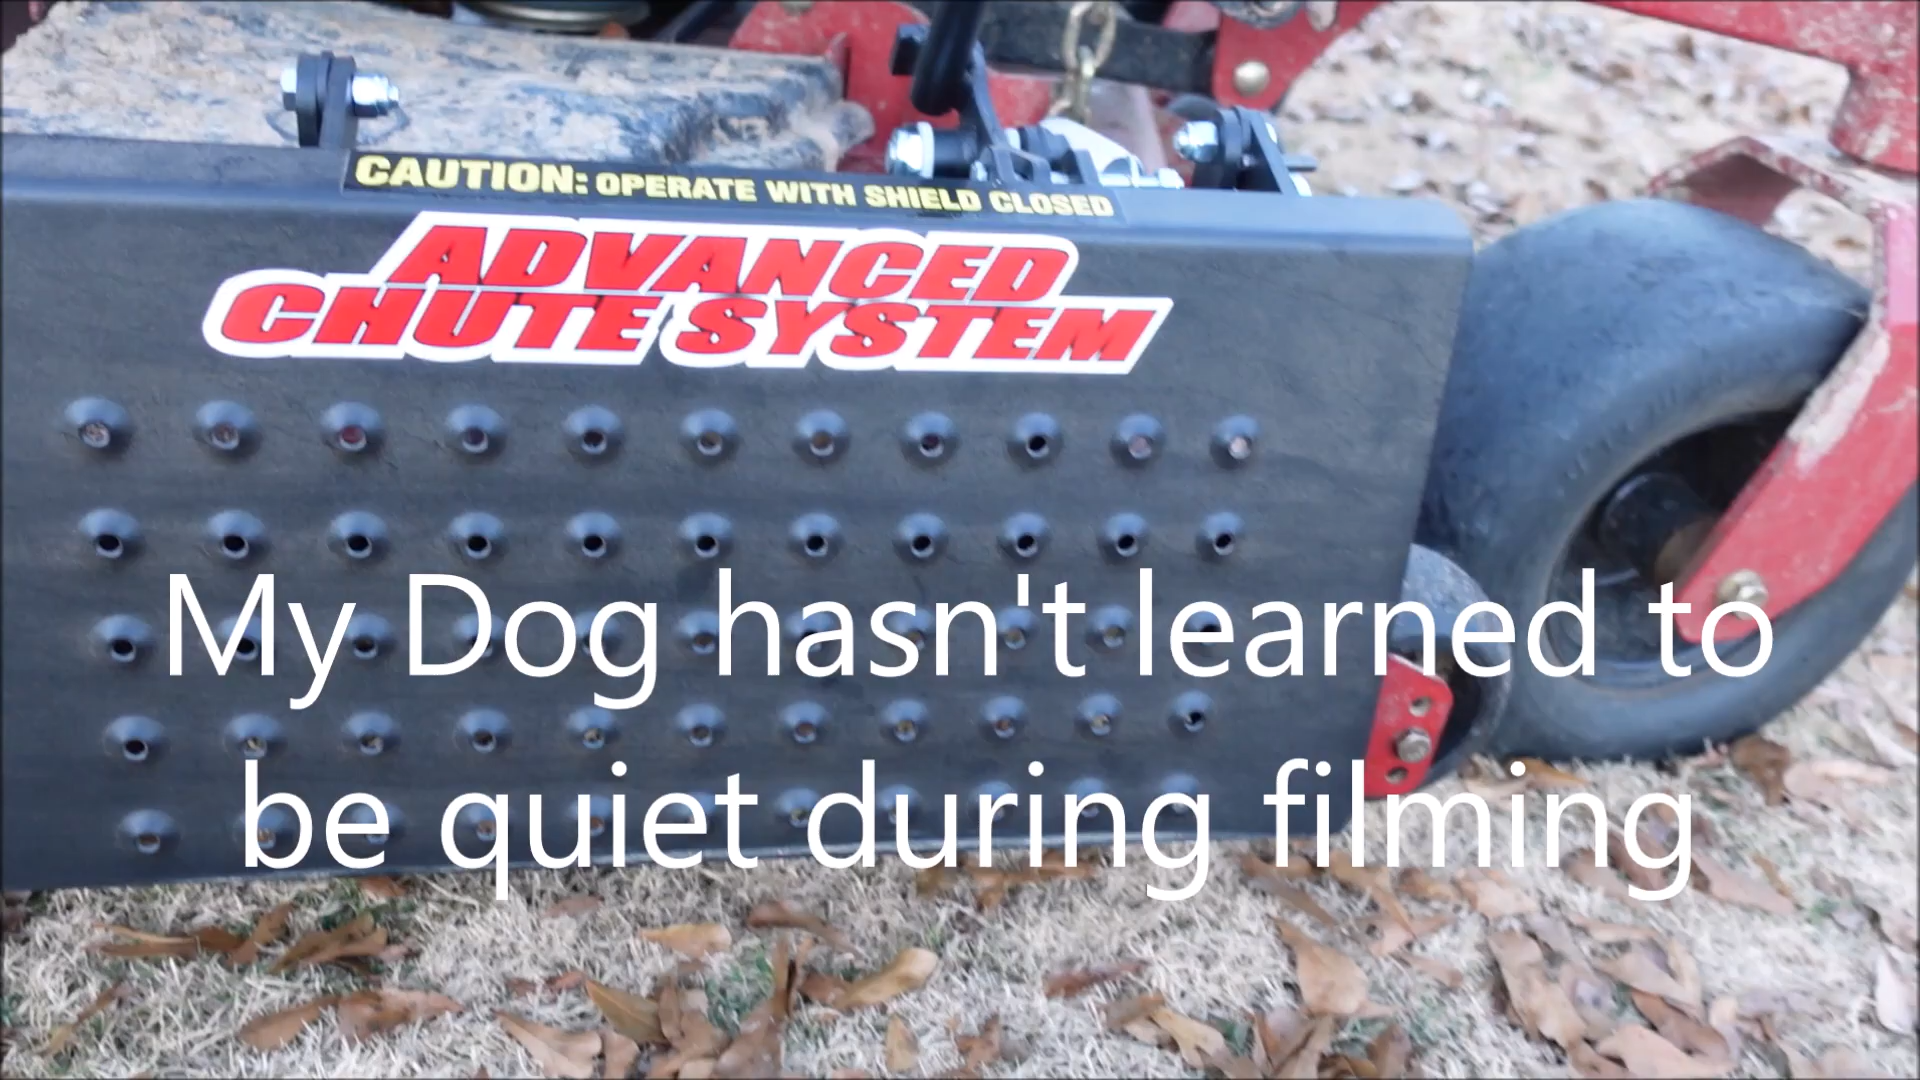 CAUTION: OPERATE WITH SHIELD CLOSED
ADVANCED
CHUTE SYSTEM
My Dog hasn't learned to
be quiet during filming